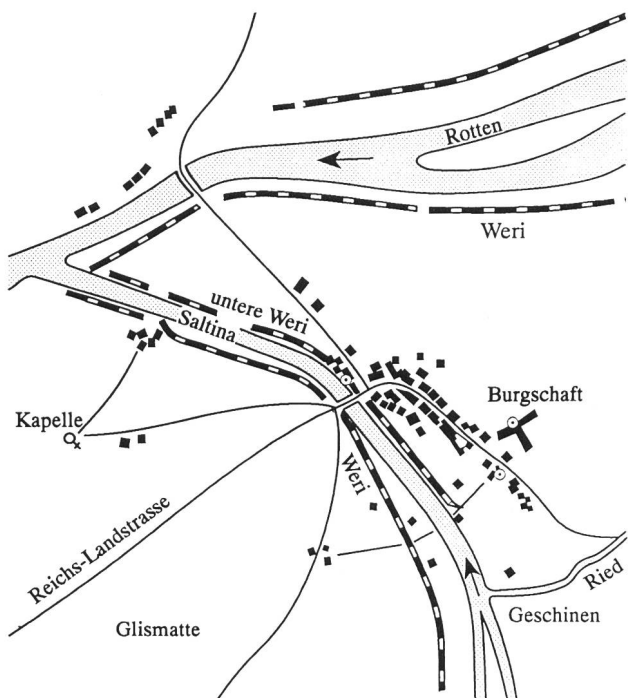 Rotten
Weri
untere Weri
Saltina
Burgschaft
Kapelle
Weri
Reichs-Landstrasse
Ried
Geschinen
Glismatte